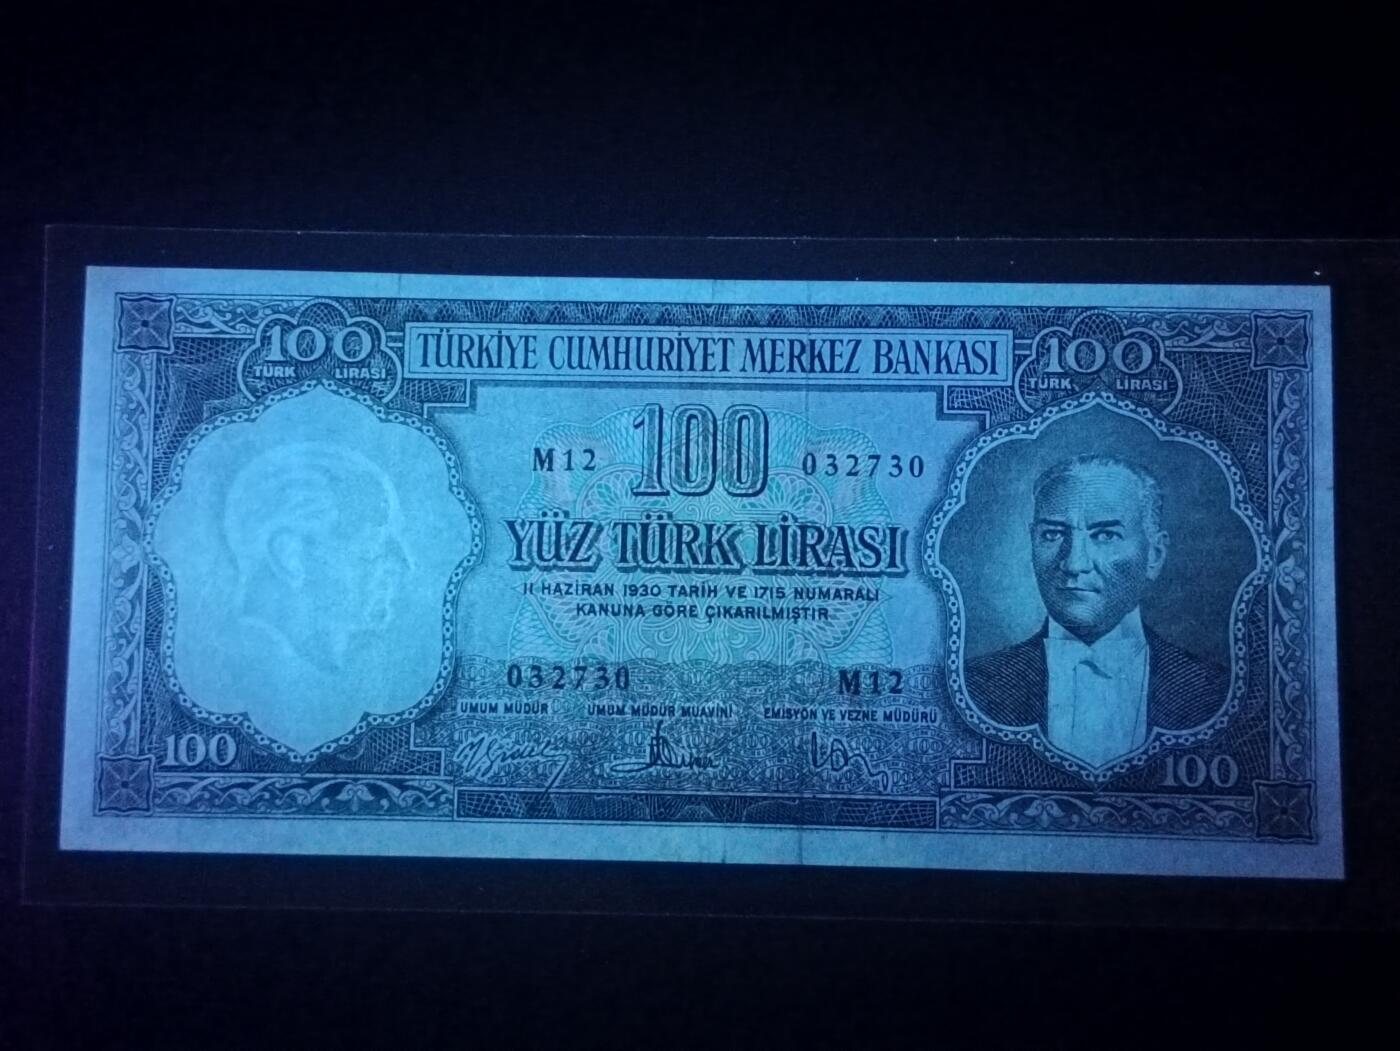 100
TÜRK LİRASI
TÜRKİYE CUMHURİYET MERKEZ BANKASI
100
TÜRK LİRASI
M12 100 032730
YÜZ TÜRK LİRASI
11 HAZİRAN 1930 TARİH VE 1715 NUMARALI
KANUNA GÖRE ÇIKARILMIŞTIR
032730 M12
UMUM MÜDÜR UMUM MÜDÜR MUAVİNİ EMİSYON VE VEZNE MÜDÜRÜ
100
100